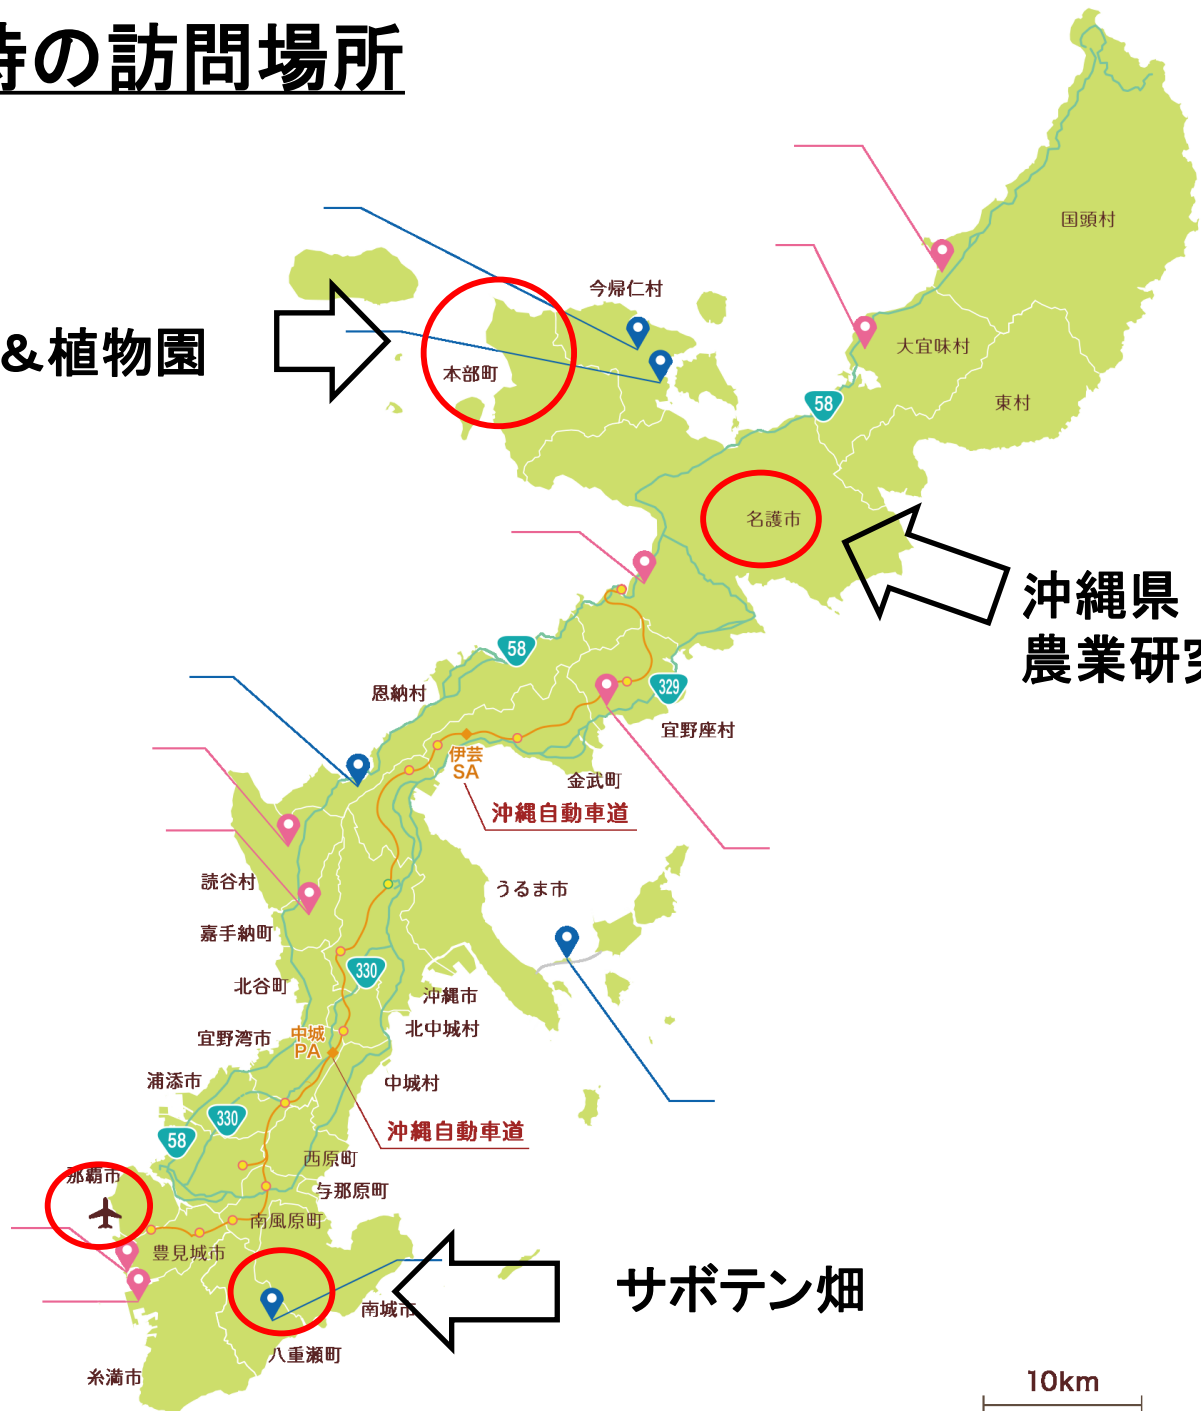 時の訪問場所
国頭村
今帰仁村
&植物園
大宜味村
本部町
東村
58
名護市
沖縄県
農業研究
58
恩納村
329
宜野座村
伊芸
SA
金武町
沖縄自動車道
読谷村
うるま市
嘉手納町
330
北谷町
沖縄市
宜野湾市
中城
PA
北中城村
浦添市
中城村
330
58
沖縄自動車道
西原町
那覇市
与那原町
南風原町
豊見城市
サボテン畑
南城市
八重瀬町
糸満市
10km